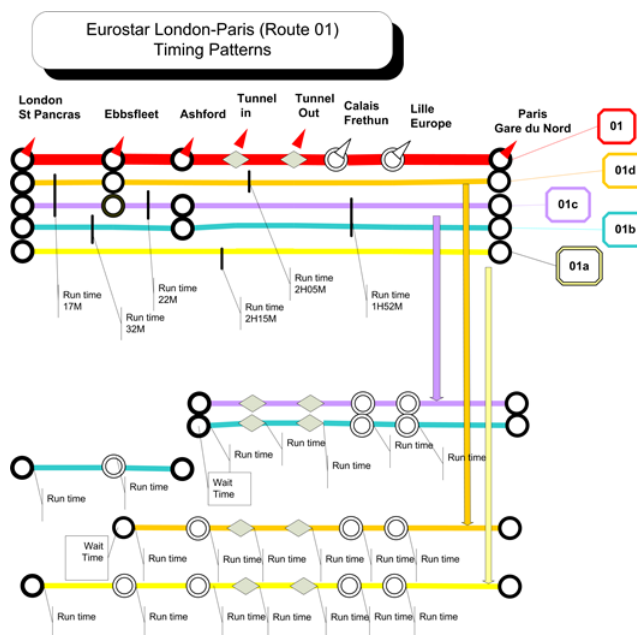 Eurostar London-Paris (Route 01)
Timing Patterns
London
St Pancras
Ebbsfleet
Ashford
Tunnel
in
Tunnel
Out
Calais
Frethun
Lille
Europe
Paris
Gare du Nord
01
01d
01c
01b
01a
Run time
17M
Run time
32M
Run time
22M
Run time
2H15M
Run time
2H05M
Run time
1H52M
Run time
Run time
Run time
Run time
Run time
Wait
Time
Run time
Run time
Wait
Time
Run time
Run time
Run time
Run time
Run time
Run time
Run time
Run time
Run time
Run time
Run time
Run time
Run time